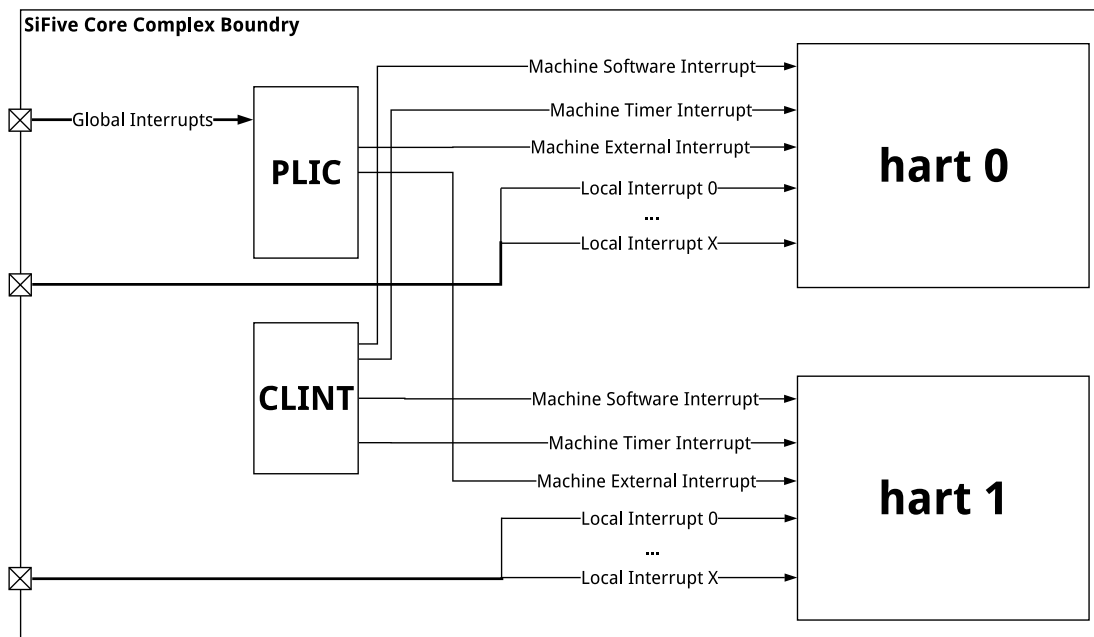 SiFive Core Complex Boundry
Machine Software Interrupt
Machine Timer Interrupt
Global Interrupts
Machine External Interrupt
PLIC
hart 0
Local Interrupt 0
...
Local Interrupt X
CLINT
Machine Software Interrupt
Machine Timer Interrupt
Machine External Interrupt
hart 1
Local Interrupt 0
...
Local Interrupt X